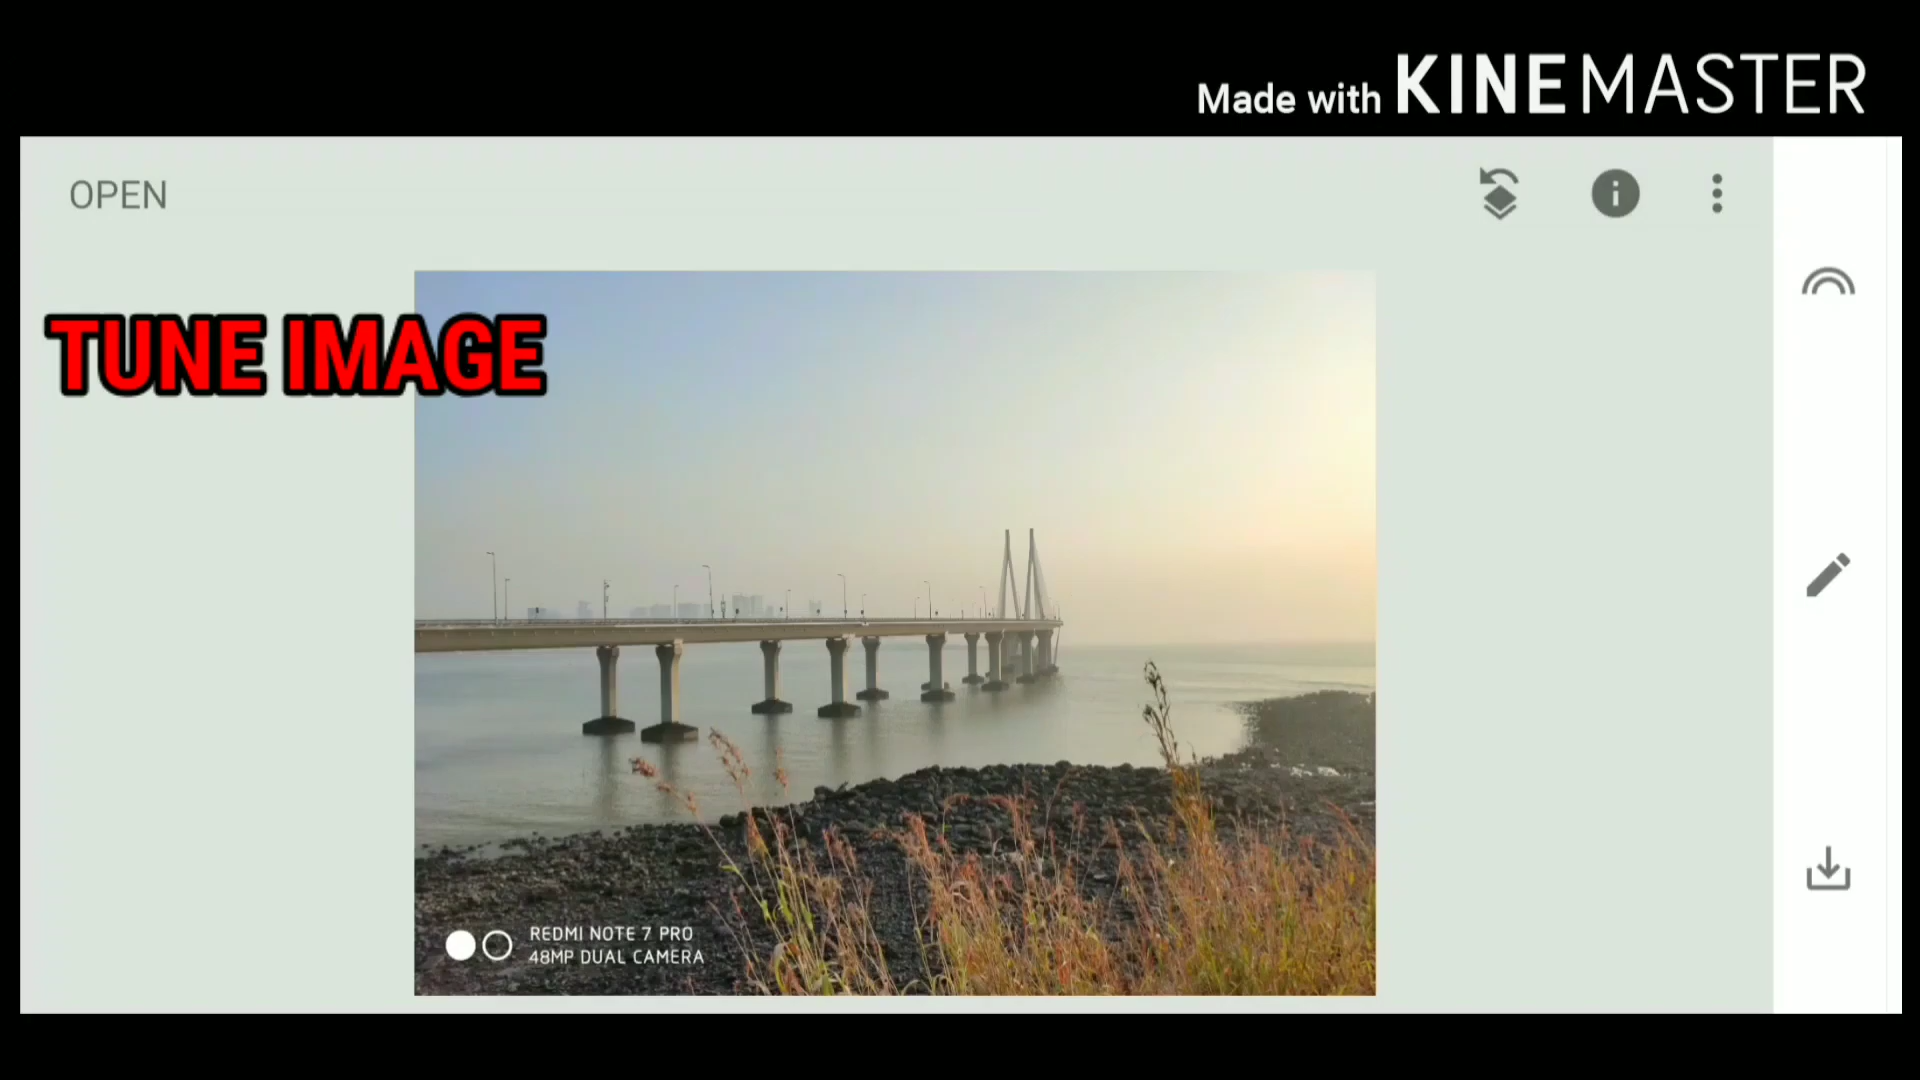 Made with KINEMASTER
OPEN
TUNE IMAGE
REDMI NOTE 7 PRO
48MP DUAL CAMERA